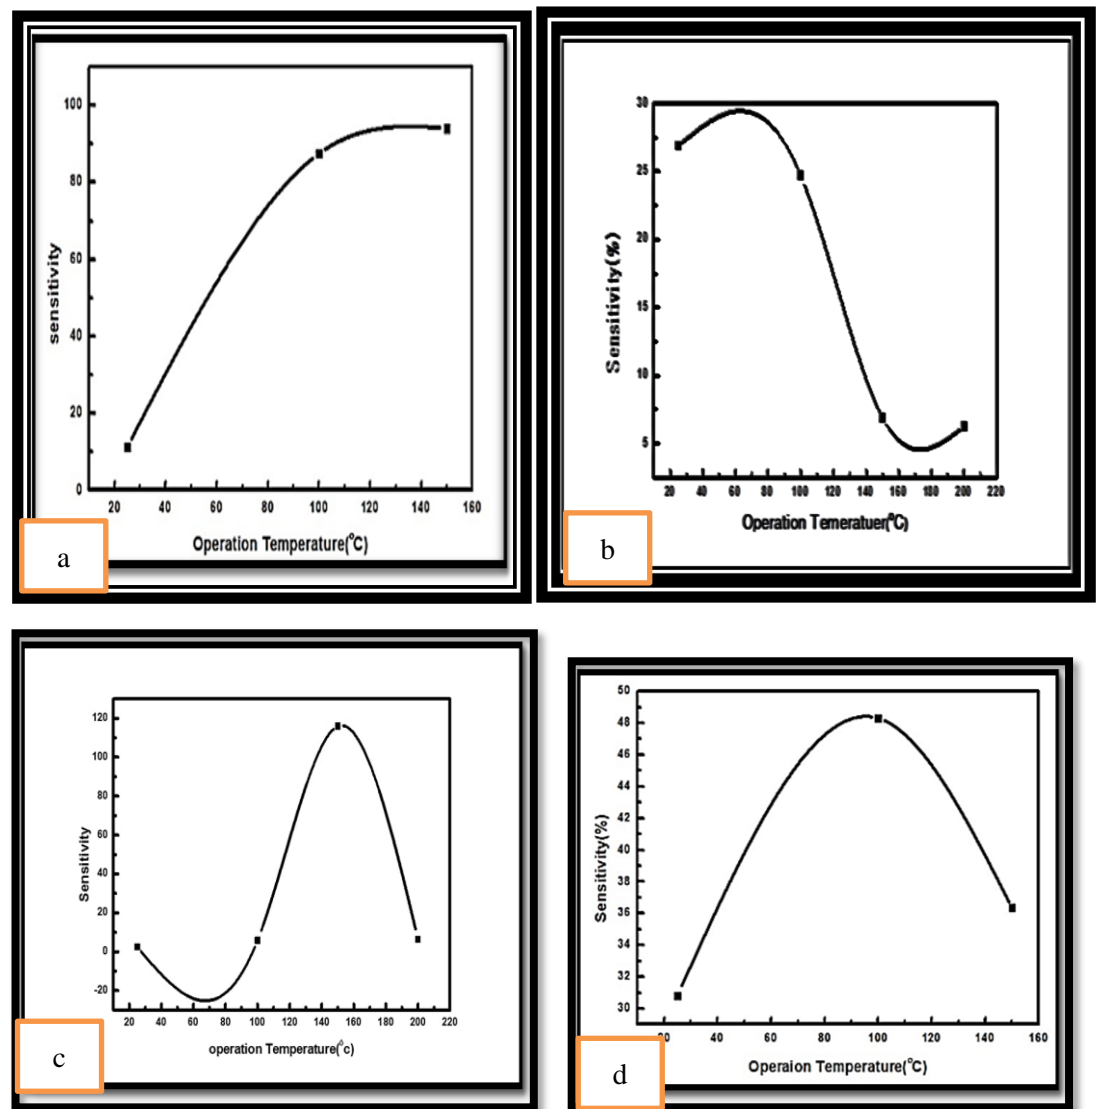 100
80
60
40
20
0
sensitivity
20 40 60 80 100 120 140 160
Operation Temperature(°C)
a
30
25
20
15
10
5
Sensitivity(%)
20 40 60 80 100 120 140 160 180 200 220
Operation Temeratuer(°C)
b
120
100
80
60
40
20
0
-20
Sensitivity
20 40 60 80 100 120 140 160 180 200 220
operation Temperature(°c)
c
50
48
46
44
42
40
38
36
34
32
30
Sensitivity(%)
20 40 60 80 100 120 140 160
Operaion Temperature(°C)
d